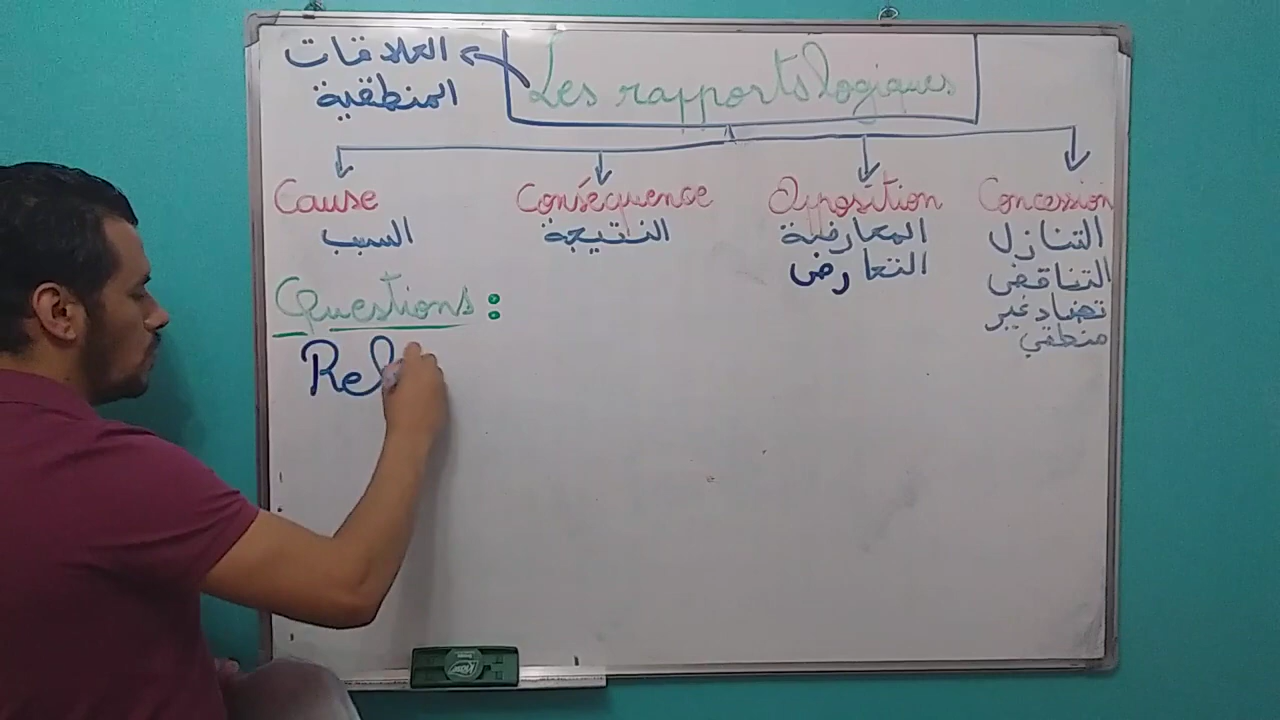 العلاقات
المنطقية
Les rapports logiques
Cause
السبب
Conséquence
النتيجة
Opposition
المعارضة
التعارض
Concession
التنازل
التناقض
تضاد غير
منطقي
Questions :
Rel